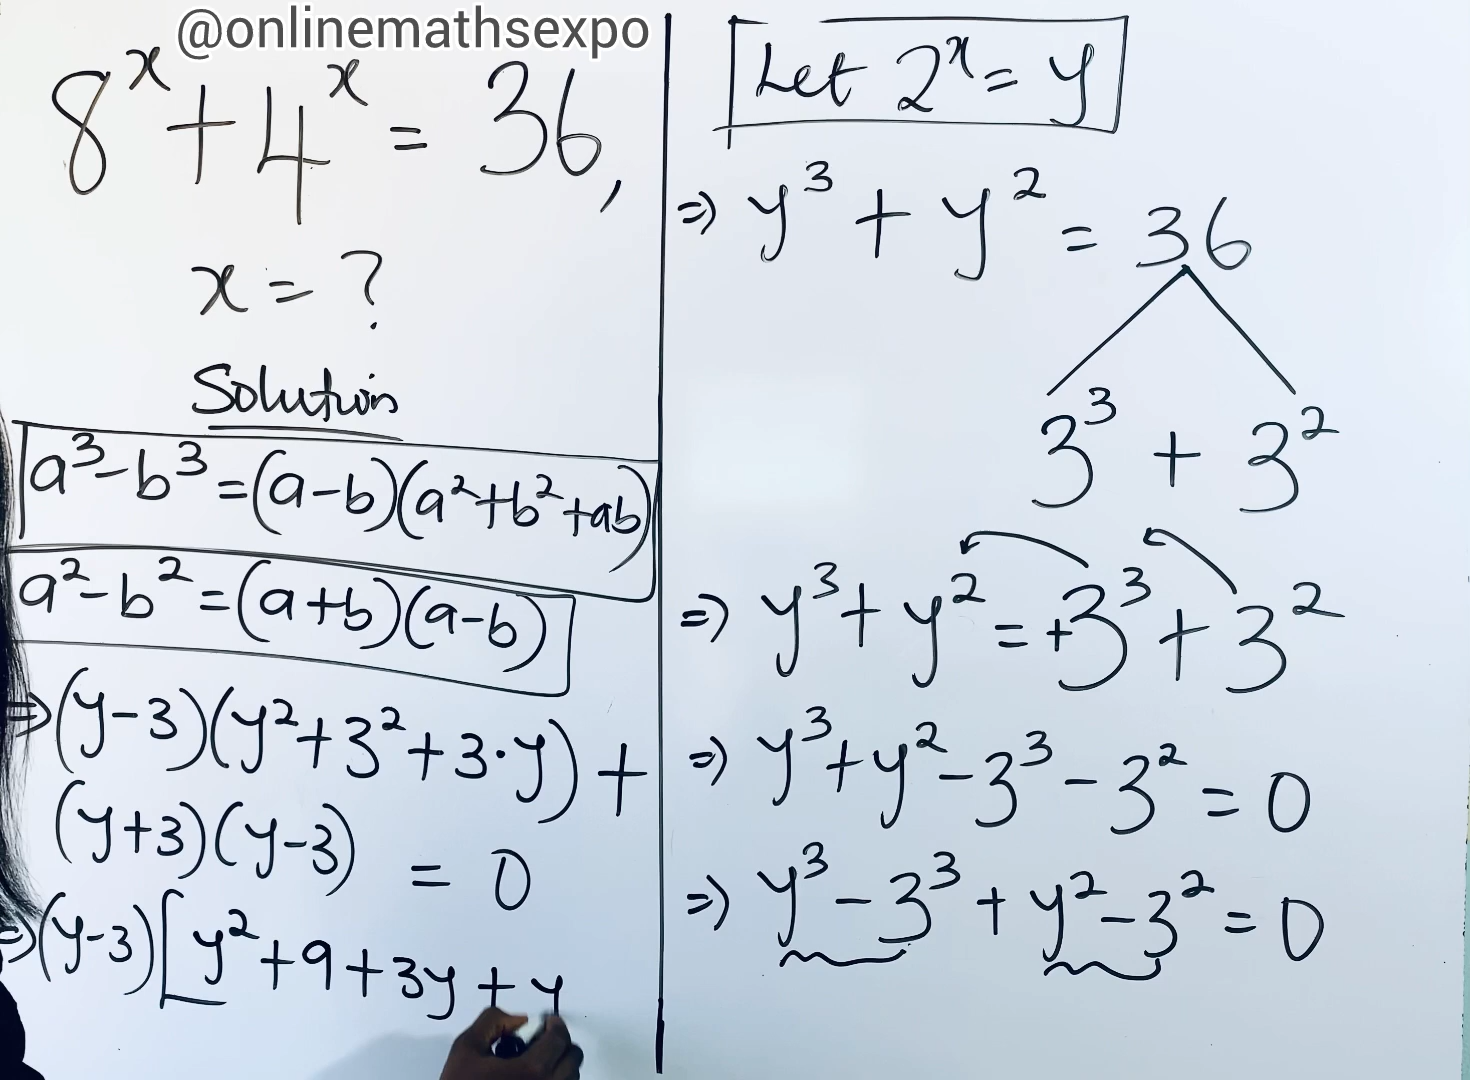 @onlinemathsexpo
8^x + 4^x = 36,
x = ?
Solution
a³-b³=(a-b)(a²+b²+ab)
a²-b²=(a+b)(a-b)
⇒(y-3)(y²+3²+3·y)+
(y+3)(y-3) = 0
⇒(y-3)[y²+9+3y+y
Let 2^x = y
⇒ y³ + y² = 36
3³ + 3²
⇒ y³+y² = +3³+3²
⇒ y³+y²-3³-3² = 0
⇒ y³-3³+y²-3² = 0